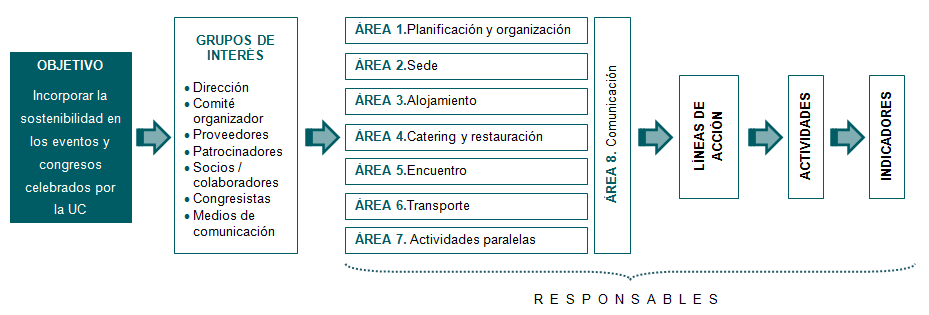 OBJETIVO
Incorporar la
sostenibilidad en
los eventos y
congresos
celebrados por
la UC
GRUPOS DE
INTERÉS
Dirección
Comité
organizador
Proveedores
Patrocinadores
Socios /
colaboradores
Congresistas
Medios de
comunicación
ÁREA 1.Planificación y organización
ÁREA 2.Sede
ÁREA 3.Alojamiento
ÁREA 4.Catering y restauración
ÁREA 5.Encuentro
ÁREA 6.Transporte
ÁREA 7. Actividades paralelas
ÁREA 8. Comunicación
LINEAS DE
ACCIÓN
ACTIVIDADES
INDICADORES
RESPONSABLES